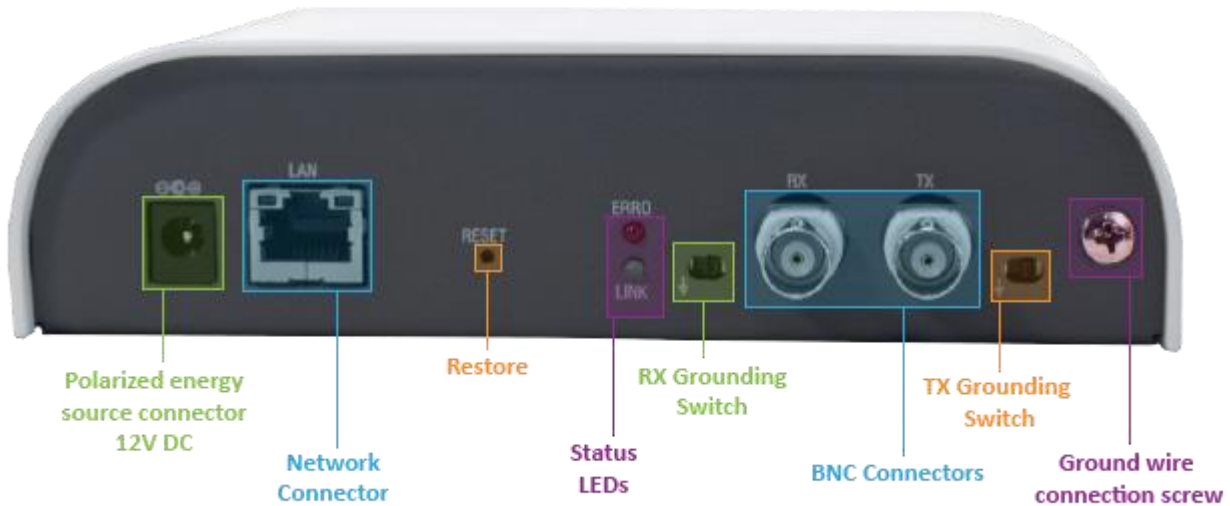 LAN
RX
TX
ERRO
RESET
LINK
Restore
RX Grounding
Switch
Polarized energy
source connector
12V DC
TX Grounding
Switch
Status
LEDs
Network
Connector
BNC Connectors
Ground wire
connection screw